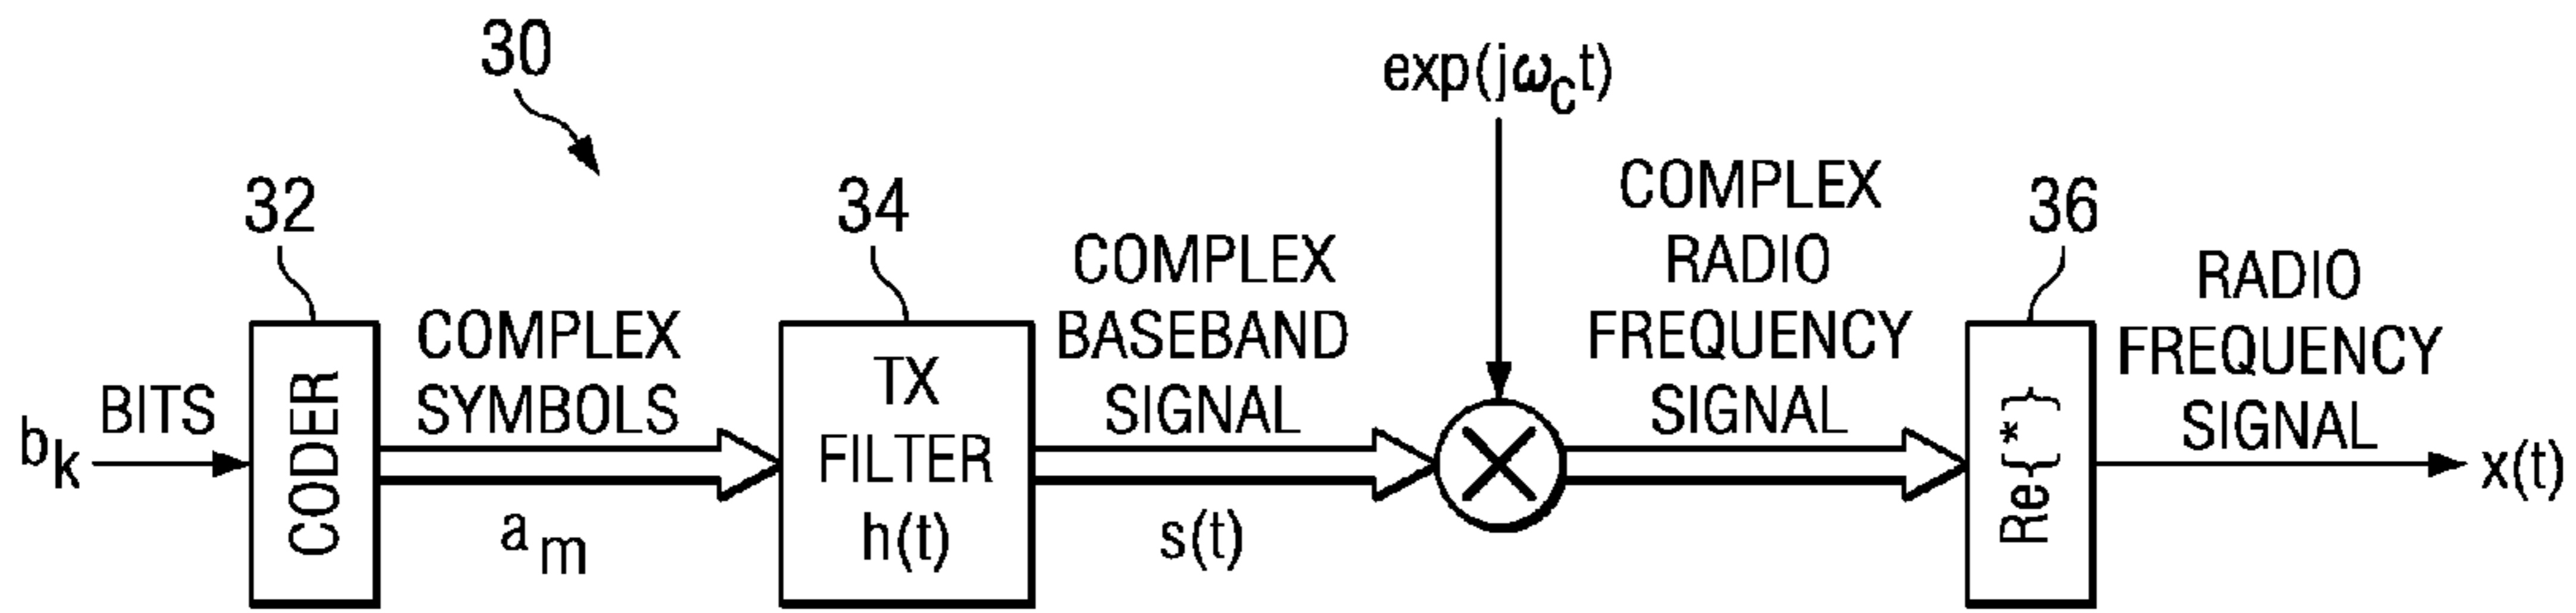 30
exp(jω_c t)
32
34
36
COMPLEX
SYMBOLS
COMPLEX
BASEBAND
SIGNAL
COMPLEX
RADIO
FREQUENCY
SIGNAL
RADIO
FREQUENCY
SIGNAL
b_k
BITS
CODER
a_m
TX
FILTER
h(t)
s(t)
Re{*}
x(t)